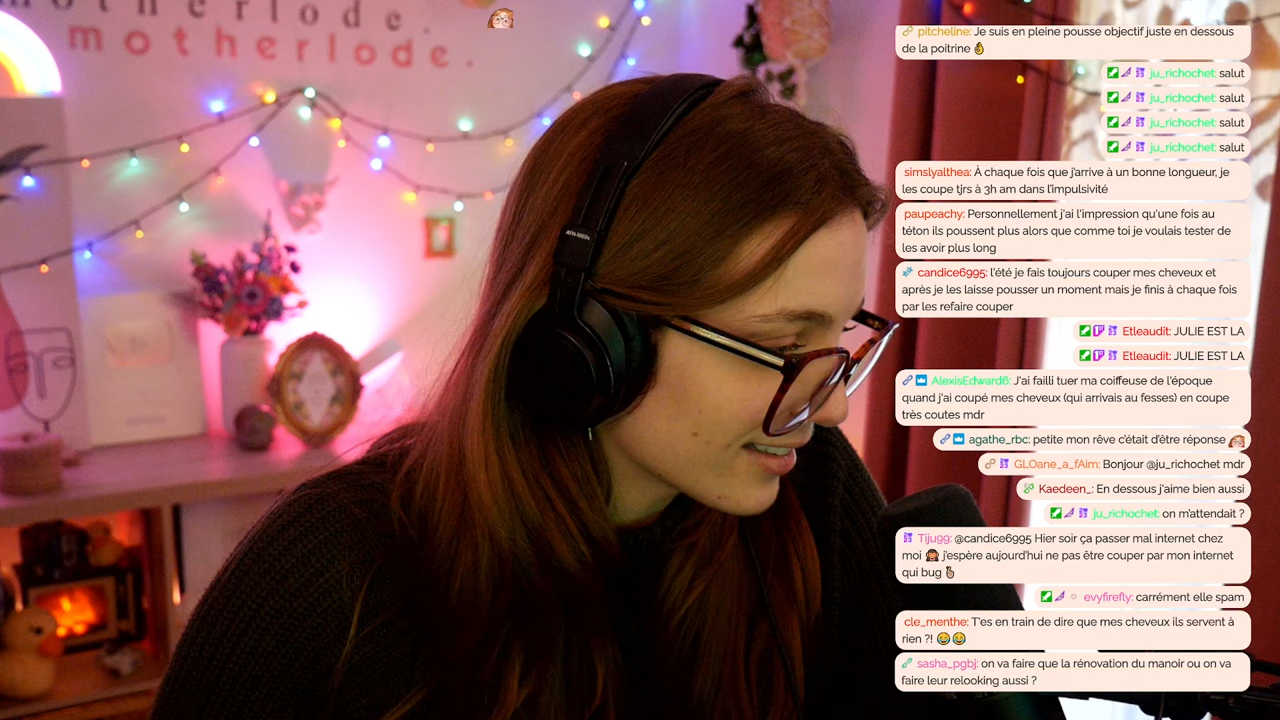 motherlode.
motherlode.
pitcheline: Je suis en pleine pousse objectif juste en dessous
de la poitrine 👌
ju_richochet: salut
ju_richochet: salut
ju_richochet: salut
ju_richochet: salut
simslyalthea: À chaque fois que j'arrive à un bonne longueur, je
les coupe tjrs à 3h am dans l'impulsivité
paupeachy: Personnellement j'ai l'impression qu'une fois au
téton ils poussent plus alors que comme toi je voulais tester de
les avoir plus long
candice6995: l'été je fais toujours couper mes cheveux et
après je les laisse pousser un moment mais je finis à chaque fois
par les refaire couper
Etleaudit: JULIE EST LA
Etleaudit: JULIE EST LA
AlexisEdward6: J'ai failli tuer ma coiffeuse de l'époque
quand j'ai coupé mes cheveux (qui arrivais au fesses) en coupe
très coutes mdr
agathe_rbc: petite mon rêve c'était d'être réponse
GLOane_a_fAim: Bonjour @ju_richochet mdr
Kaedeen_: En dessous j'aime bien aussi
ju_richochet: on m'attendait ?
Tiju99: @candice6995 Hier soir ça passer mal internet chez
moi j'espère aujourd'hui ne pas être couper par mon internet
qui bug
evyfirefly: carrément elle spam
cle_menthe: T'es en train de dire que mes cheveux ils servent à
rien ?! 😂😂
sasha_pgbj: on va faire que la rénovation du manoir ou on va
faire leur relooking aussi ?